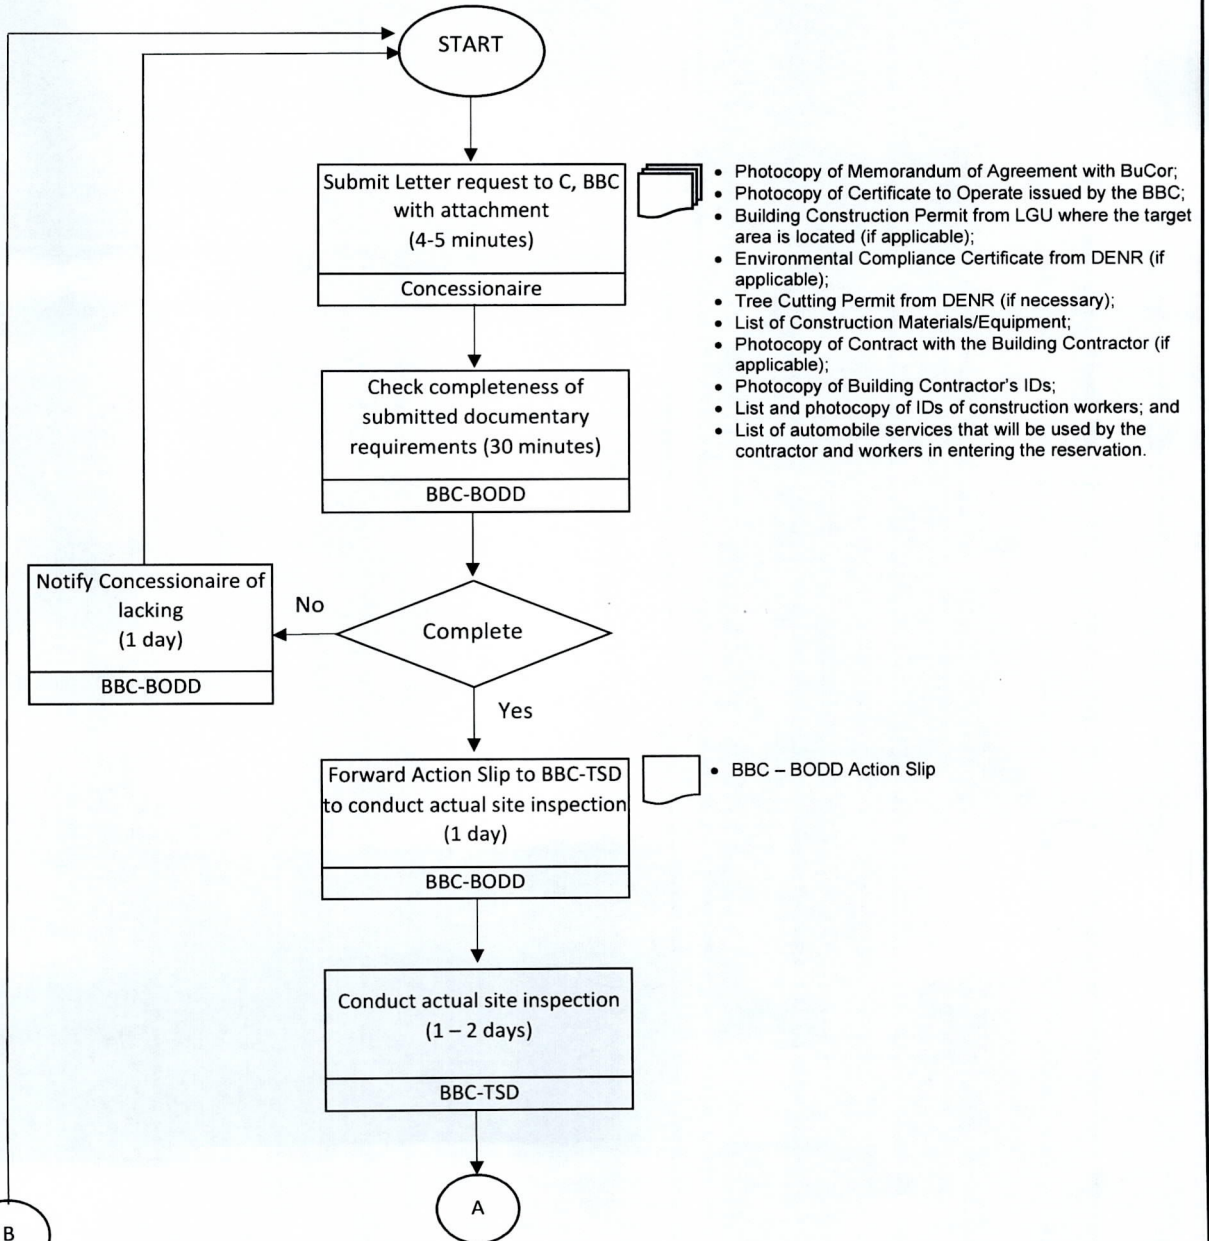 START
Submit Letter request to C, BBC
with attachment
(4-5 minutes)
Concessionaire
• Photocopy of Memorandum of Agreement with BuCor;
• Photocopy of Certificate to Operate issued by the BBC;
• Building Construction Permit from LGU where the target
area is located (if applicable);
• Environmental Compliance Certificate from DENR (if
applicable);
• Tree Cutting Permit from DENR (if necessary);
• List of Construction Materials/Equipment;
• Photocopy of Contract with the Building Contractor (if
applicable);
• Photocopy of Building Contractor's IDs;
• List and photocopy of IDs of construction workers; and
• List of automobile services that will be used by the
contractor and workers in entering the reservation.
Check completeness of
submitted documentary
requirements (30 minutes)
BBC-BODD
Notify Concessionaire of
lacking
(1 day)
BBC-BODD
No
Complete
Yes
Forward Action Slip to BBC-TSD
to conduct actual site inspection
(1 day)
BBC-BODD
• BBC – BODD Action Slip
Conduct actual site inspection
(1 – 2 days)
BBC-TSD
A
B